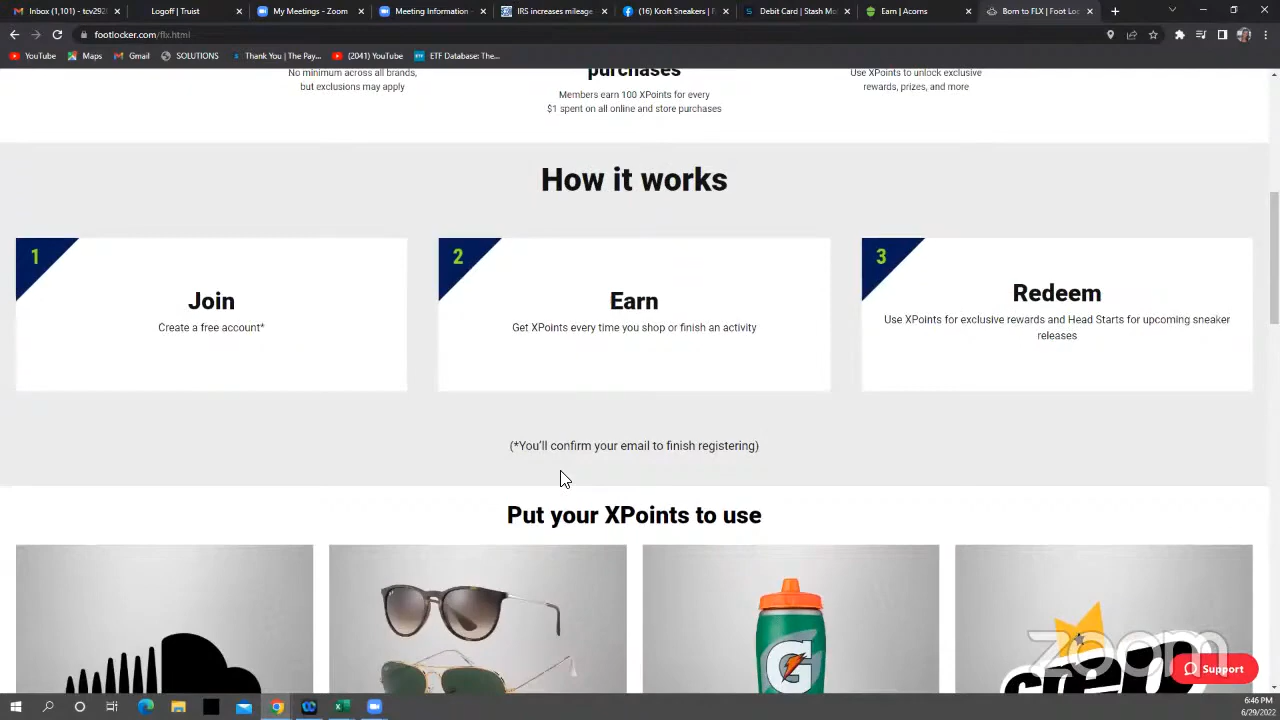 Inbox (1,101) - tcv292
Logoff | Trust
My Meetings - Zoom
Meeting Information
IRS increases mileage
(16) Kroft Sneakers | F
Debit Card | Stash
Earn | Acorns
Born to FLX | Foot Loc
footlocker.com/flx.html
YouTube
Maps
Gmail
SOLUTIONS
Thank You | The Pay...
(2041) YouTube
ETF
ETF Database: The...
No minimum across all brands,
but exclusions may apply
purchases
Members earn 100 XPoints for every
$1 spent on all online and store purchases
Use XPoints to unlock exclusive
rewards, prizes, and more
How it works
1
Join
Create a free account*
2
Earn
Get XPoints every time you shop or finish an activity
3
Redeem
Use XPoints for exclusive rewards and Head Starts for upcoming sneaker
releases
(*You'll confirm your email to finish registering)
Put your XPoints to use
G
zoom
Support
6:46 PM
6/29/2022